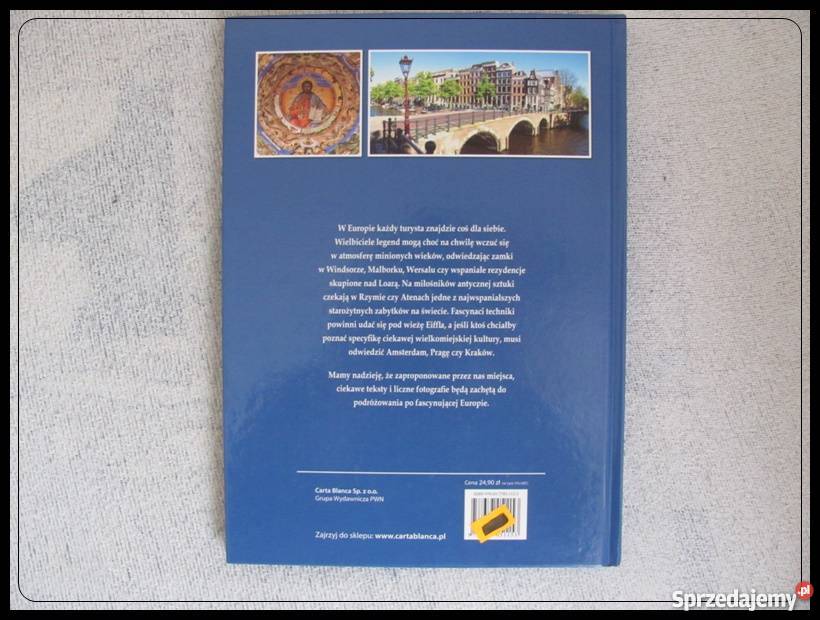 W Europie każdy turysta znajdzie coś dla siebie.
Wielbiciele legend mogą choć na chwilę wczuć się
w atmosferę minionych wieków, odwiedzając zamki
w Windsorze, Malborku, Wersalu czy wspaniałe rezydencje
skupione nad Loarą. Na miłośników antycznej sztuki
czekają w Rzymie czy Atenach jedne z najwspanialszych
starożytnych zabytków na świecie. Fascynaci techniki
powinni udać się pod wieżę Eiffla, a jeśli ktoś chciałby
poznać specyfikę ciekawej wielkomiejskiej kultury, musi
odwiedzić Amsterdam, Pragę czy Kraków.
Mamy nadzieję, że zaproponowane przez nas miejsca,
ciekawe teksty i liczne fotografie będą zachętą do
podróżowania po fascynującej Europie.
Cena 24,90 zł
Carta Blanca Sp. z o.o.
Grupa Wydawnicza PWN
Zajrzyj do sklepu: www.cartablanca.pl
Sprzedajemy.pl